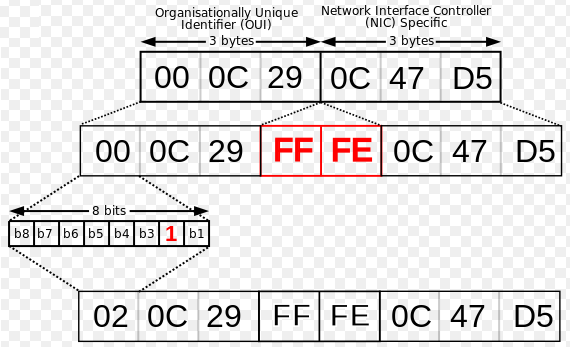 Organisationally Unique
Identifier (OUI)
Network Interface Controller
(NIC) Specific
3 bytes
3 bytes
00 0C 29 0C 47 D5
00 0C 29 FF FE 0C 47 D5
8 bits
b8 b7 b6 b5 b4 b3 1 b1
02 0C 29 FF FE 0C 47 D5